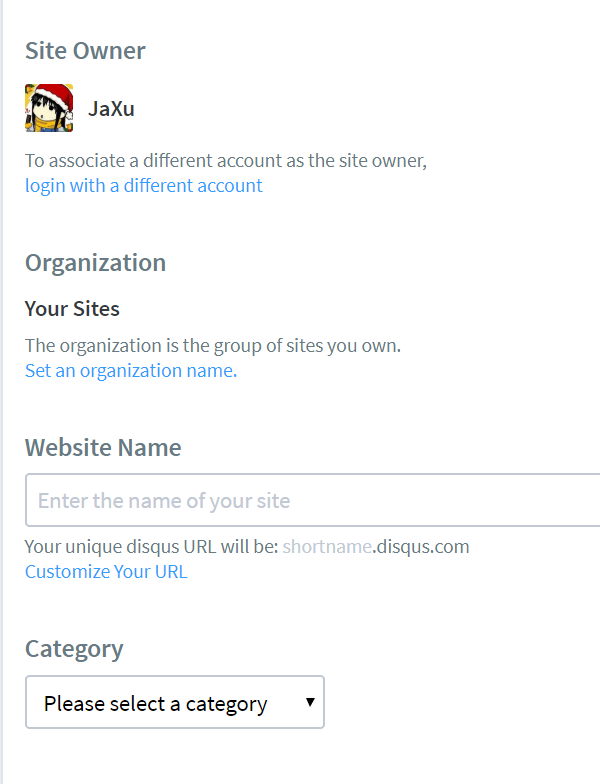 Site Owner
JaXu
To associate a different account as the site owner,
login with a different account
Organization
Your Sites
The organization is the group of sites you own.
Set an organization name.
Website Name
Enter the name of your site
Your unique disqus URL will be: shortname.disqus.com
Customize Your URL
Category
Please select a category